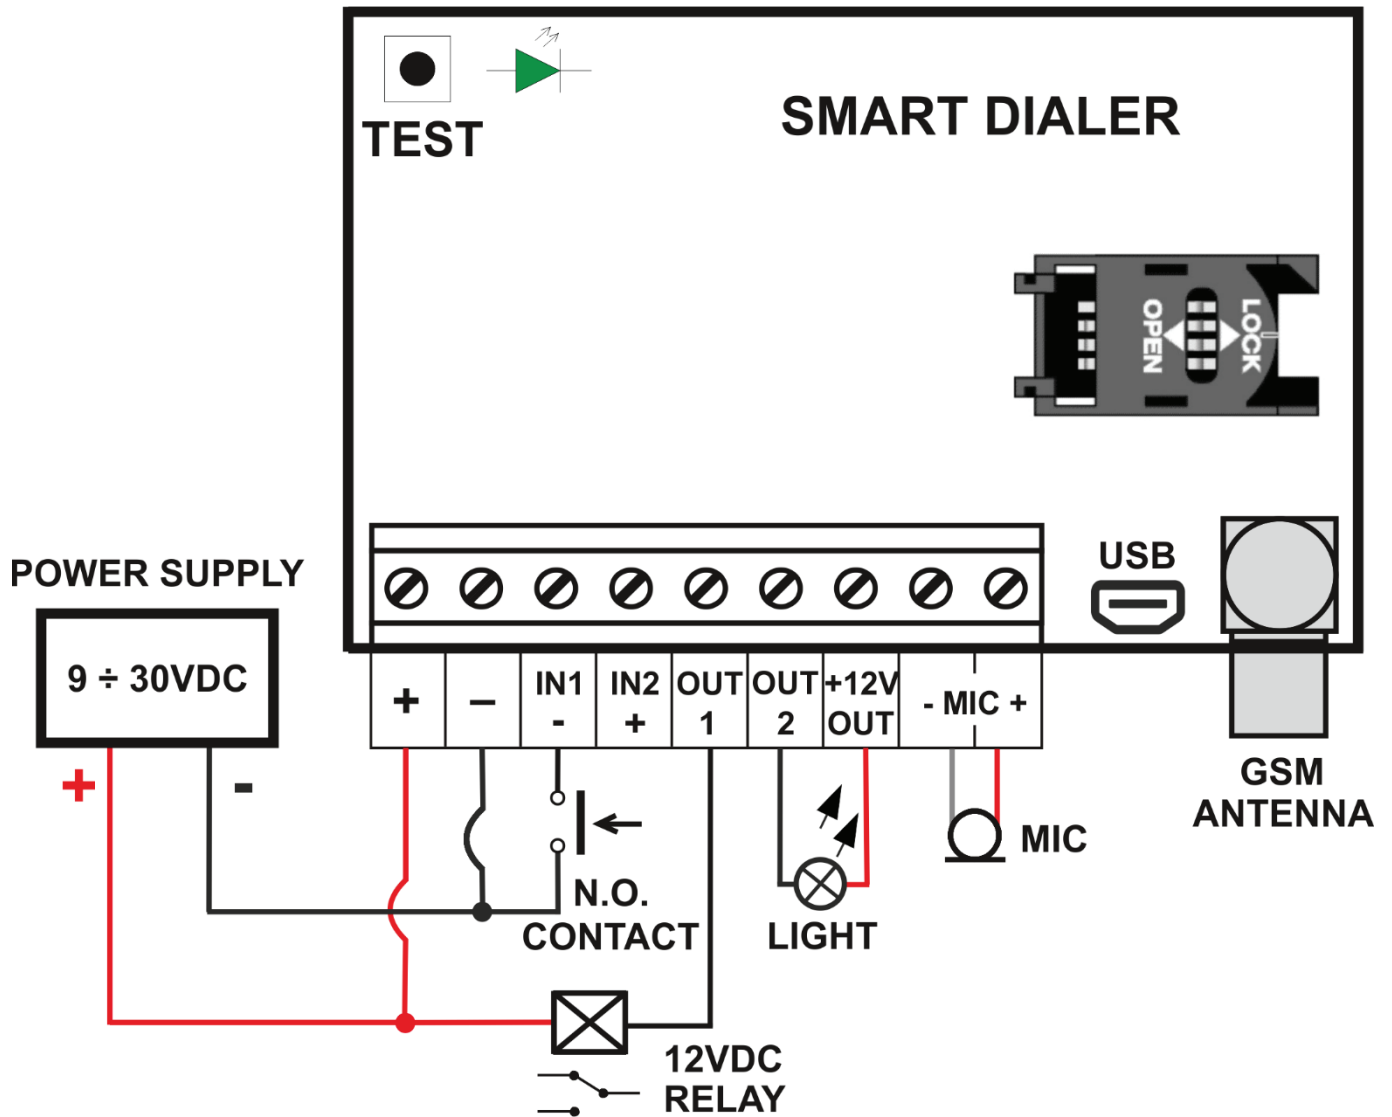 TEST
SMART DIALER
OPEN
LOCK
USB
POWER SUPPLY
9 ÷ 30VDC
+
-
+
–
IN1
-
IN2
+
OUT
1
OUT
2
+12V
OUT
- MIC +
GSM
ANTENNA
MIC
N.O.
CONTACT
LIGHT
12VDC
RELAY